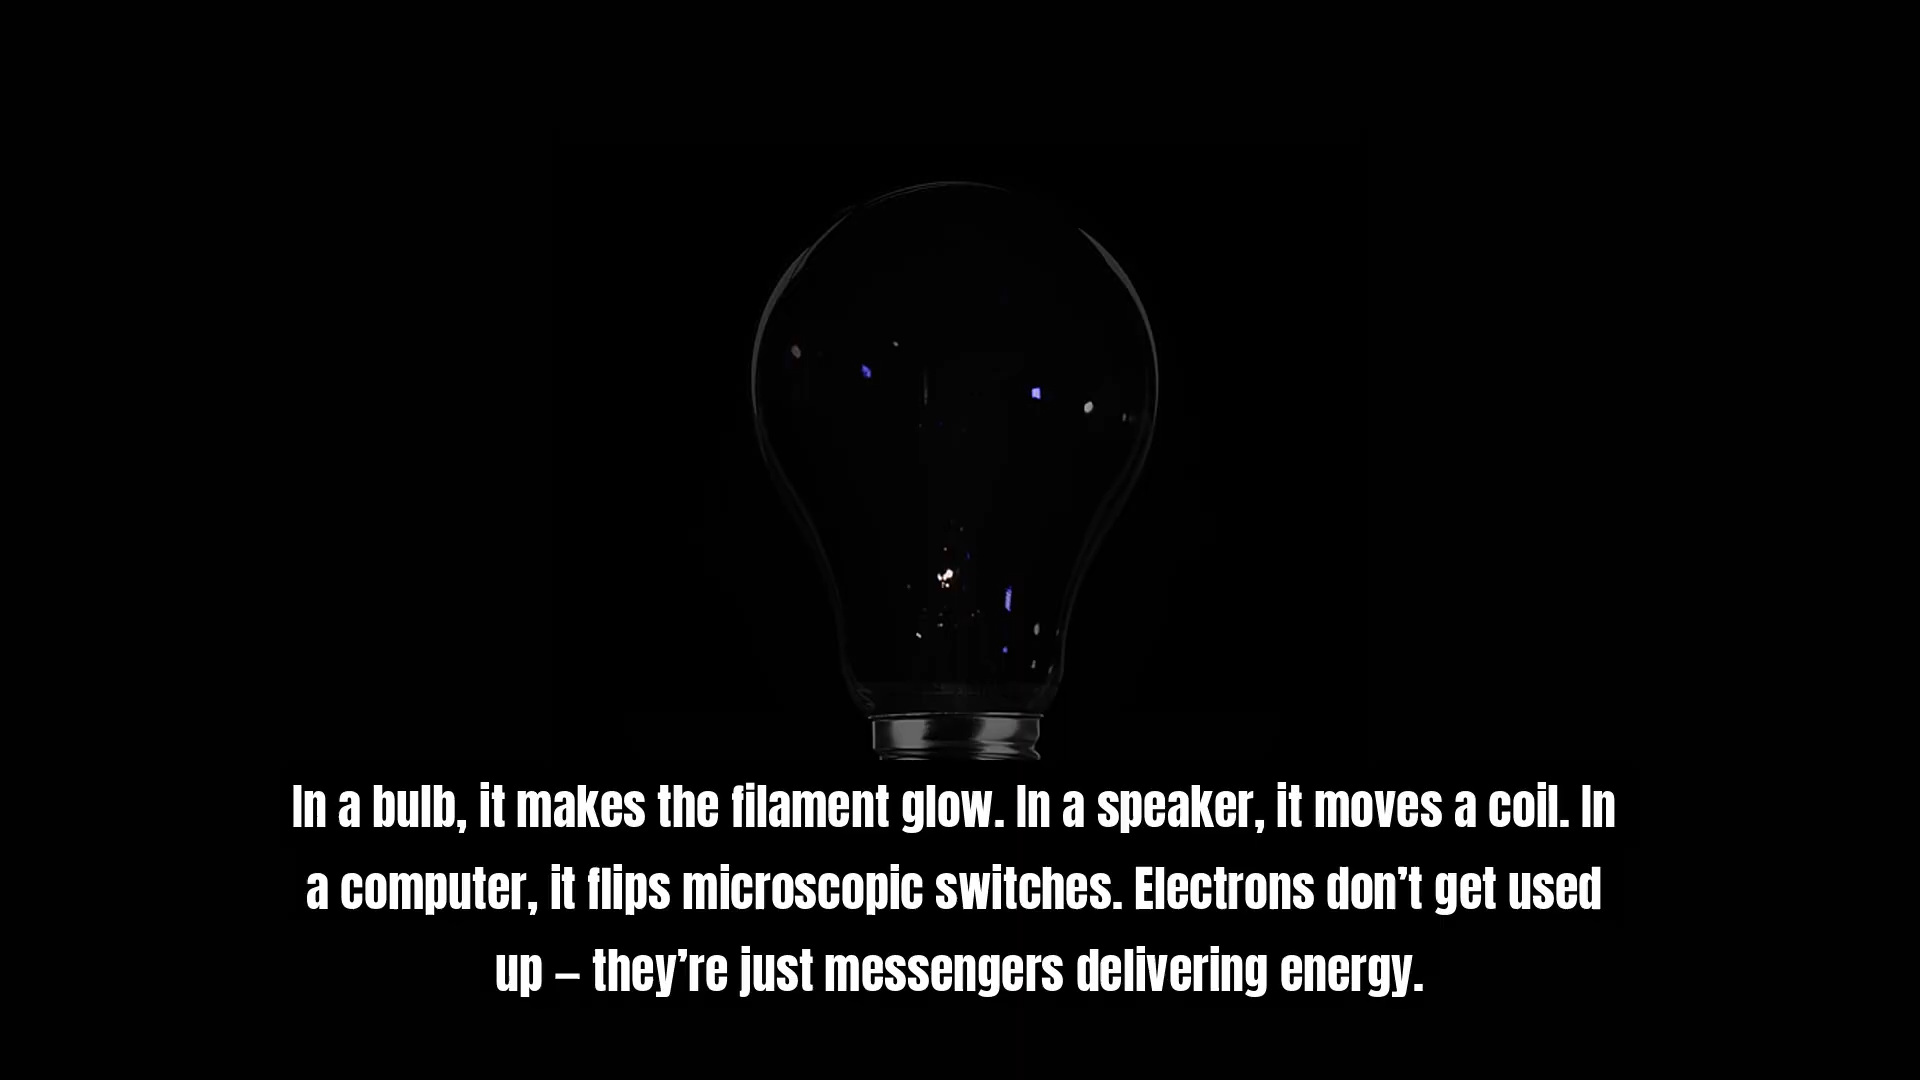 In a bulb, it makes the filament glow. In a speaker, it moves a coil. In
a computer, it flips microscopic switches. Electrons don’t get used
up – they’re just messengers delivering energy.